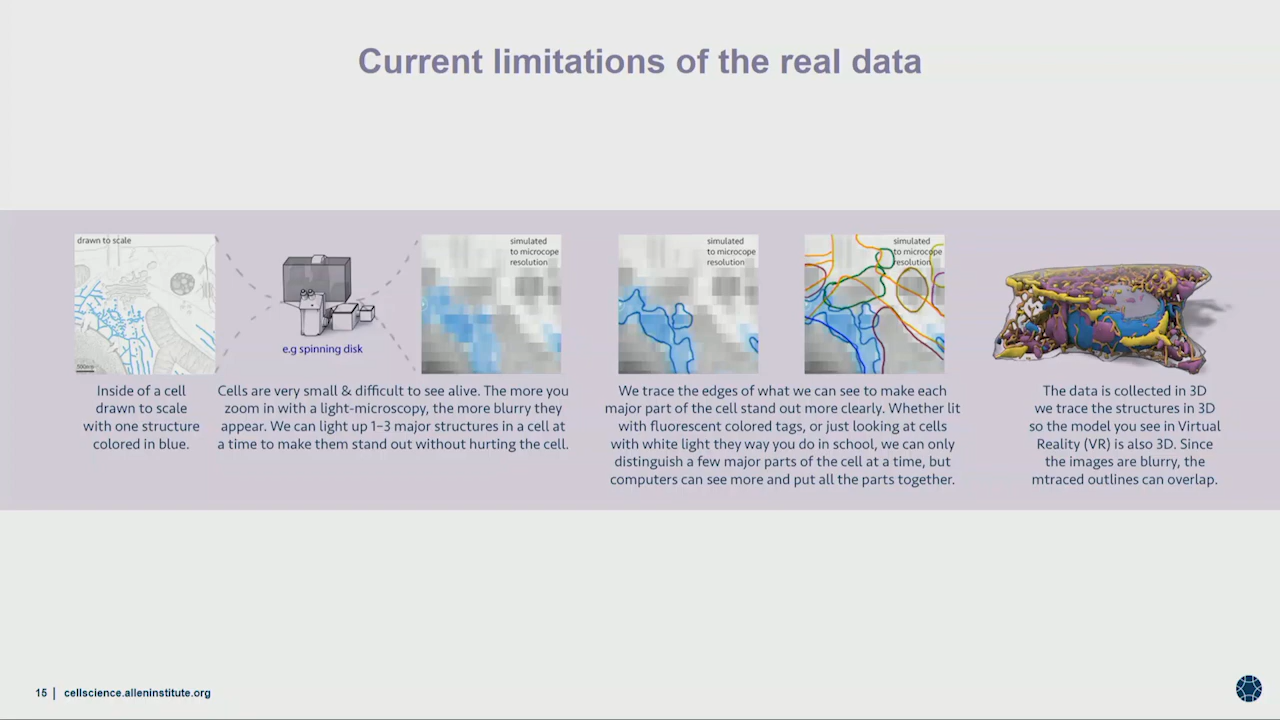 Current limitations of the real data
drawn to scale
simulated
to microcope
resolution
simulated
to microcope
resolution
simulated
to microcope
resolution
e.g spinning disk
Inside of a cell
drawn to scale
with one structure
colored in blue.
Cells are very small & difficult to see alive. The more you
zoom in with a light-microscopy, the more blurry they
appear. We can light up 1–3 major structures in a cell at
a time to make them stand out without hurting the cell.
We trace the edges of what we can see to make each
major part of the cell stand out more clearly. Whether lit
with fluorescent colored tags, or just looking at cells
with white light they way you do in school, we can only
distinguish a few major parts of the cell at a time, but
computers can see more and put all the parts together.
The data is collected in 3D
we trace the structures in 3D
so the model you see in Virtual
Reality (VR) is also 3D. Since
the images are blurry, the
mtraced outlines can overlap.
15 | cellscience.alleninstitute.org